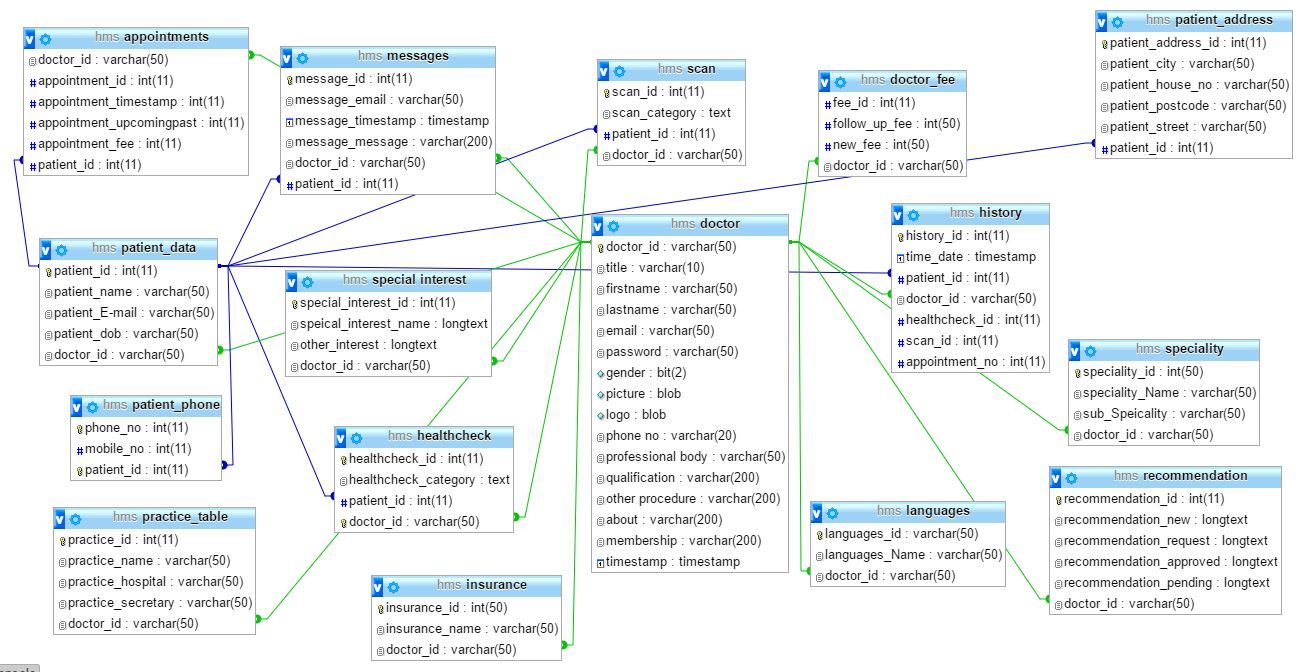 hms appointments
doctor_id : varchar(50)
appointment_id : int(11)
appointment_timestamp : int(11)
appointment_upcomingpast : int(11)
appointment_fee : int(11)
patient_id : int(11)
hms messages
message_id : int(11)
message_email : varchar(50)
message_timestamp : timestamp
message_message : varchar(200)
doctor_id : varchar(50)
patient_id : int(11)
hms scan
scan_id : int(11)
scan_category : text
patient_id : int(11)
doctor_id : varchar(50)
hms doctor_fee
fee_id : int(11)
follow_up_fee : int(50)
new_fee : int(50)
doctor_id : varchar(50)
hms patient_address
patient_address_id : int(11)
patient_city : varchar(50)
patient_house_no : varchar(50)
patient_postcode : varchar(50)
patient_street : varchar(50)
patient_id : int(11)
hms patient_data
patient_id : int(11)
patient_name : varchar(50)
patient_E-mail : varchar(50)
patient_dob : varchar(50)
doctor_id : varchar(50)
hms special interest
special_interest_id : int(11)
speical_interest_name : longtext
other_interest : longtext
doctor_id : varchar(50)
hms doctor
doctor_id : varchar(50)
title : varchar(10)
firstname : varchar(50)
lastname : varchar(50)
email : varchar(50)
password : varchar(50)
gender : bit(2)
picture : blob
logo : blob
phone no : varchar(20)
professional body : varchar(50)
qualification : varchar(200)
other procedure : varchar(200)
about : varchar(200)
membership : varchar(200)
timestamp : timestamp
hms history
history_id : int(11)
time_date : timestamp
patient_id : int(11)
doctor_id : varchar(50)
healthcheck_id : int(11)
scan_id : int(11)
appointment_no : int(11)
hms speciality
speciality_id : int(50)
speciality_Name : varchar(50)
sub_Speicality : varchar(50)
doctor_id : varchar(50)
hms patient_phone
phone_no : int(11)
mobile_no : int(11)
patient_id : int(11)
hms healthcheck
healthcheck_id : int(11)
healthcheck_category : text
patient_id : int(11)
doctor_id : varchar(50)
hms practice_table
practice_id : int(11)
practice_name : varchar(50)
practice_hospital : varchar(50)
practice_secretary : varchar(50)
doctor_id : varchar(50)
hms insurance
insurance_id : int(50)
insurance_name : varchar(50)
doctor_id : varchar(50)
hms languages
languages_id : varchar(50)
languages_Name : varchar(50)
doctor_id : varchar(50)
hms recommendation
recommendation_id : int(11)
recommendation_new : longtext
recommendation_request : longtext
recommendation_approved : longtext
recommendation_pending : longtext
doctor_id : varchar(50)